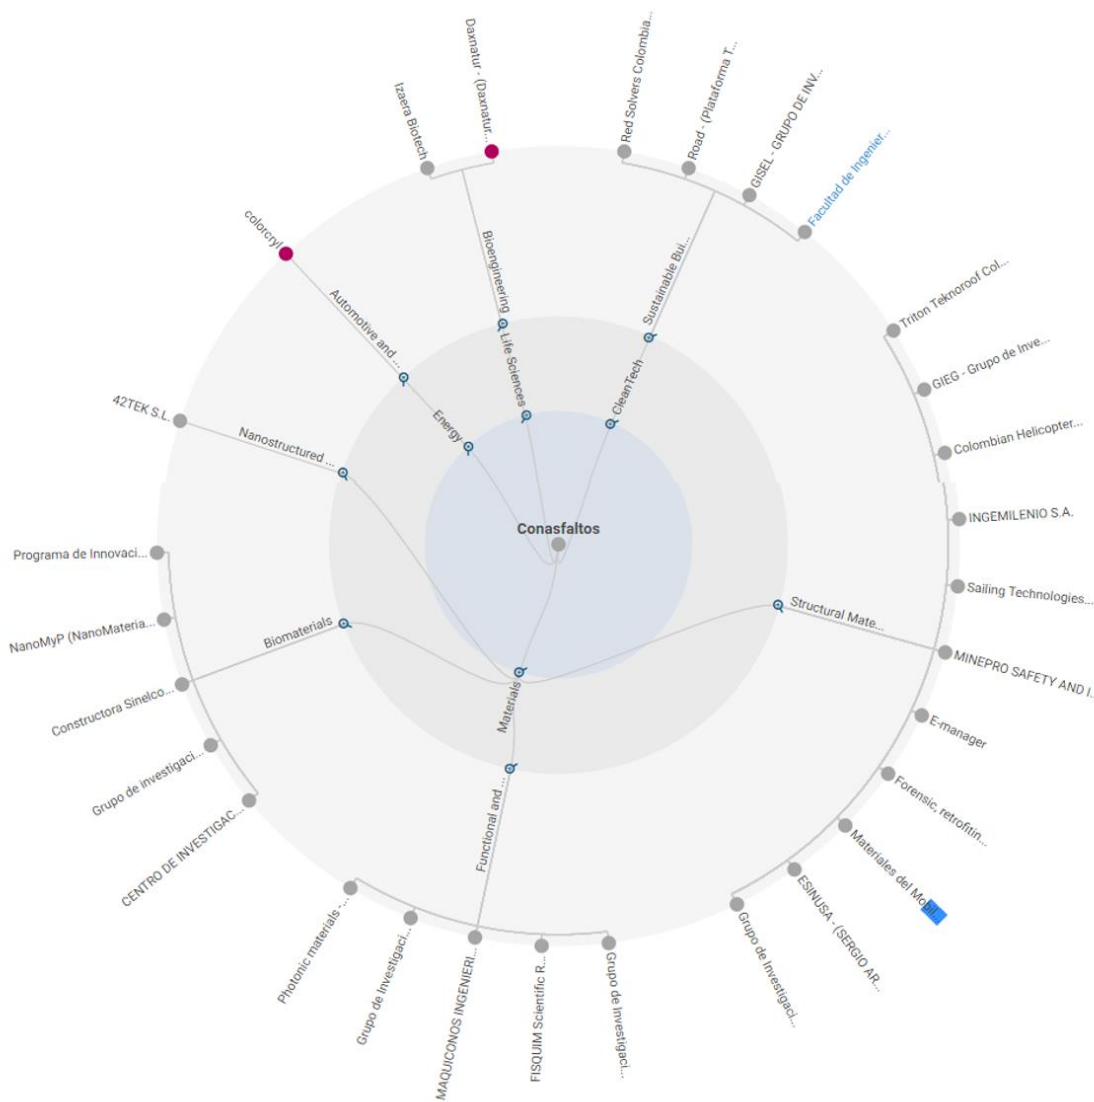 Conasfaltos
CleanTech
Sustainable Bui...
Red Solvers Colombia...
Road - (Plataforma T...
GISEL - GRUPO DE INV...
Facultad de Ingenier...
Triton Teknoroof Col...
GIEG - Grupo de Inve...
Colombian Helicopter...
INGEMILENIO S.A.
Sailing Technologies...
Structural Mate...
MINEPRO SAFETY AND I...
E-manager
Forensic, retrofitin...
Materiales del Mobil...
ESINUSA - (SERGIO AR...
Grupo de Investigaci...
Materials
Functional and ...
Grupo de Investigaci...
FISQUIM Scientific R...
MAQUICONOS INGENIERI...
Grupo de Investigaci...
Photonic materials -...
Biomaterials
CENTRO DE INVESTIGAC...
Grupo de investigaci...
Constructora Sinelco...
NanoMyP (NanoMateria...
Programa de Innovaci...
Nanostructured ...
42TEK S.L.
Energy
Automotive and ...
colorcryl
Life Sciences
Bioengineering
Izaera Biotech
Daxnatur - (Daxnatur...